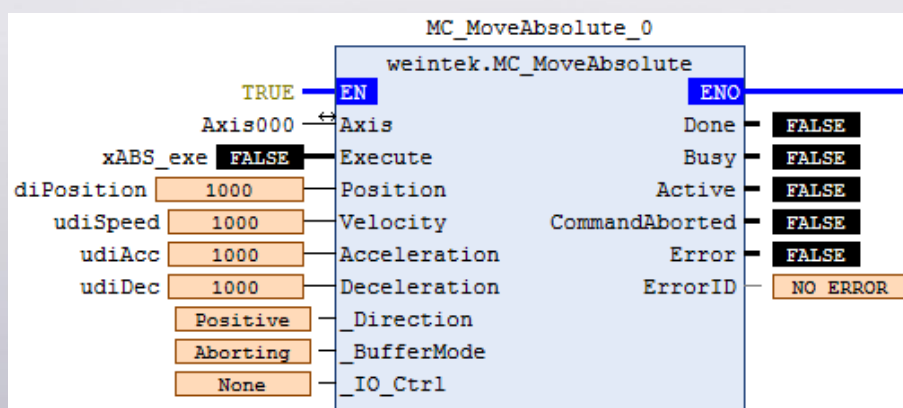 MC_MoveAbsolute_0
weintek.MC_MoveAbsolute
TRUE EN ENO
Axis000 Axis Done FALSE
xABS_exe FALSE Execute Busy FALSE
diPosition 1000 Position Active FALSE
udiSpeed 1000 Velocity CommandAborted FALSE
udiAcc 1000 Acceleration Error FALSE
udiDec 1000 Deceleration ErrorID NO ERROR
Positive _Direction
Aborting _BufferMode
None _IO_Ctrl